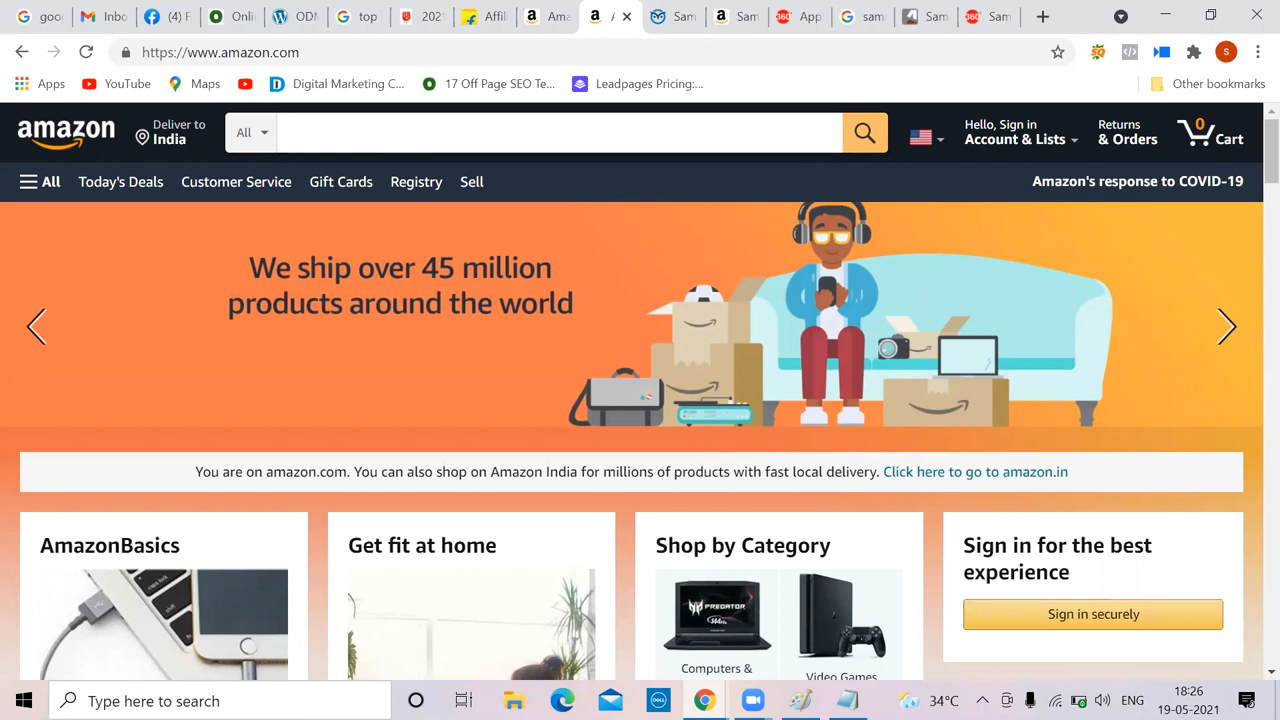 goo
Inbo
(4) F
Onli
ODM
top
202
Affili
Ama
A
Sam
Sam
App
sam
Sam
Sam
https://www.amazon.com
S
Apps
YouTube
Maps
Digital Marketing C...
17 Off Page SEO Te...
Leadpages Pricing:...
Other bookmarks
amazon
Deliver to
India
All
Hello, Sign in
Account & Lists
Returns
& Orders
0
Cart
All
Today's Deals
Customer Service
Gift Cards
Registry
Sell
Amazon's response to COVID-19
We ship over 45 million
products around the world
You are on amazon.com. You can also shop on Amazon India for millions of products with fast local delivery. Click here to go to amazon.in
AmazonBasics
Get fit at home
Shop by Category
Sign in for the best
experience
Sign in securely
PREDATOR
144Hz
Computers &
Video Games
Type here to search
DELL
34°C
ENG
18:26
19-05-2021